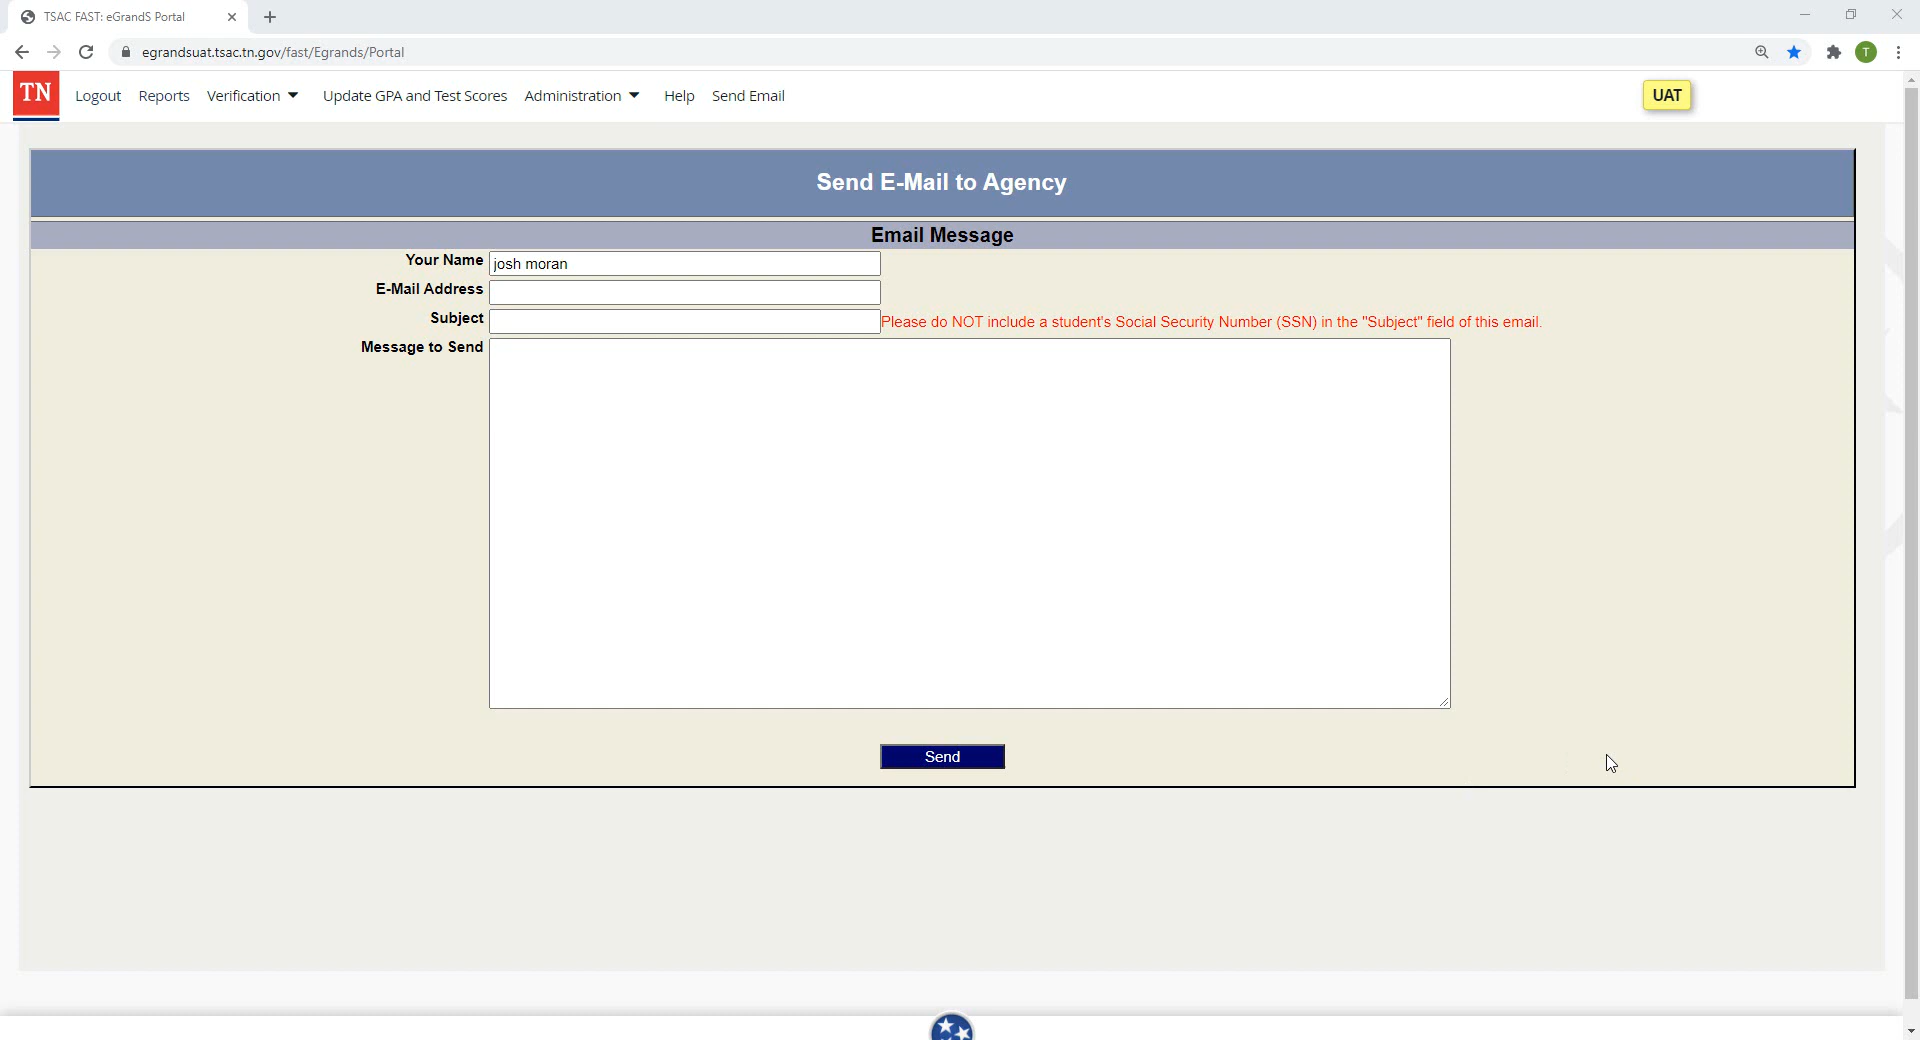 TSAC FAST: eGrandS Portal
egrandsuat.tsac.tn.gov/fast/Egrands/Portal
T
TN Logout Reports Verification Update GPA and Test Scores Administration Help Send Email UAT
Send E-Mail to Agency
Email Message
Your Name josh moran
E-Mail Address
Subject Please do NOT include a student's Social Security Number (SSN) in the "Subject" field of this email.
Message to Send
Send